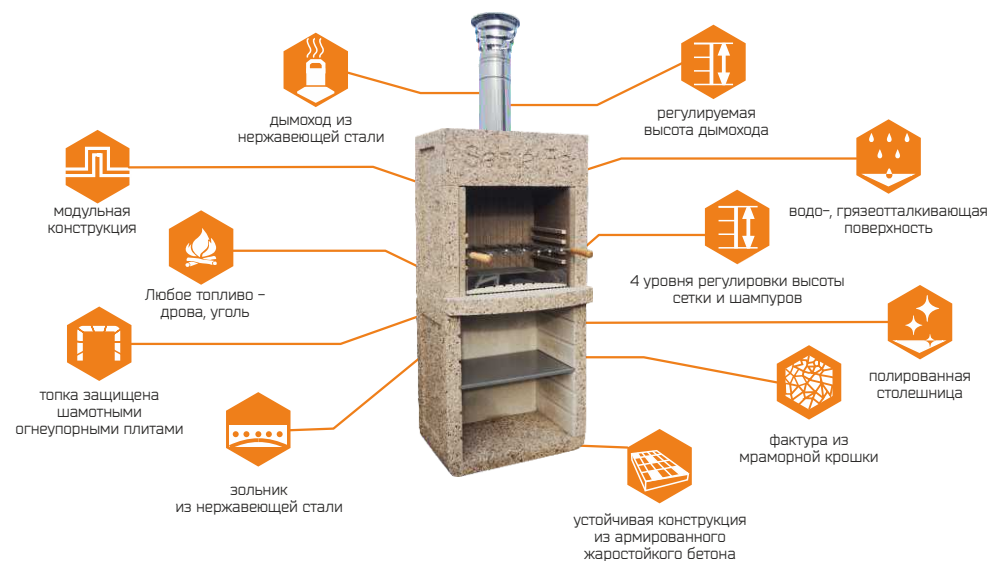 дымоход из
нержавеющей стали
регулируемая
высота дымохода
модульная
конструкция
водо-, грязеотталкивающая
поверхность
Любое топливо –
дрова, уголь
4 уровня регулировки высоты
сетки и шампуров
топка защищена
шамотными
огнеупорными плитами
полированная
столешница
зольник
из нержавеющей стали
фактура из
мраморной крошки
устойчивая конструкция
из армированного
жаростойкого бетона